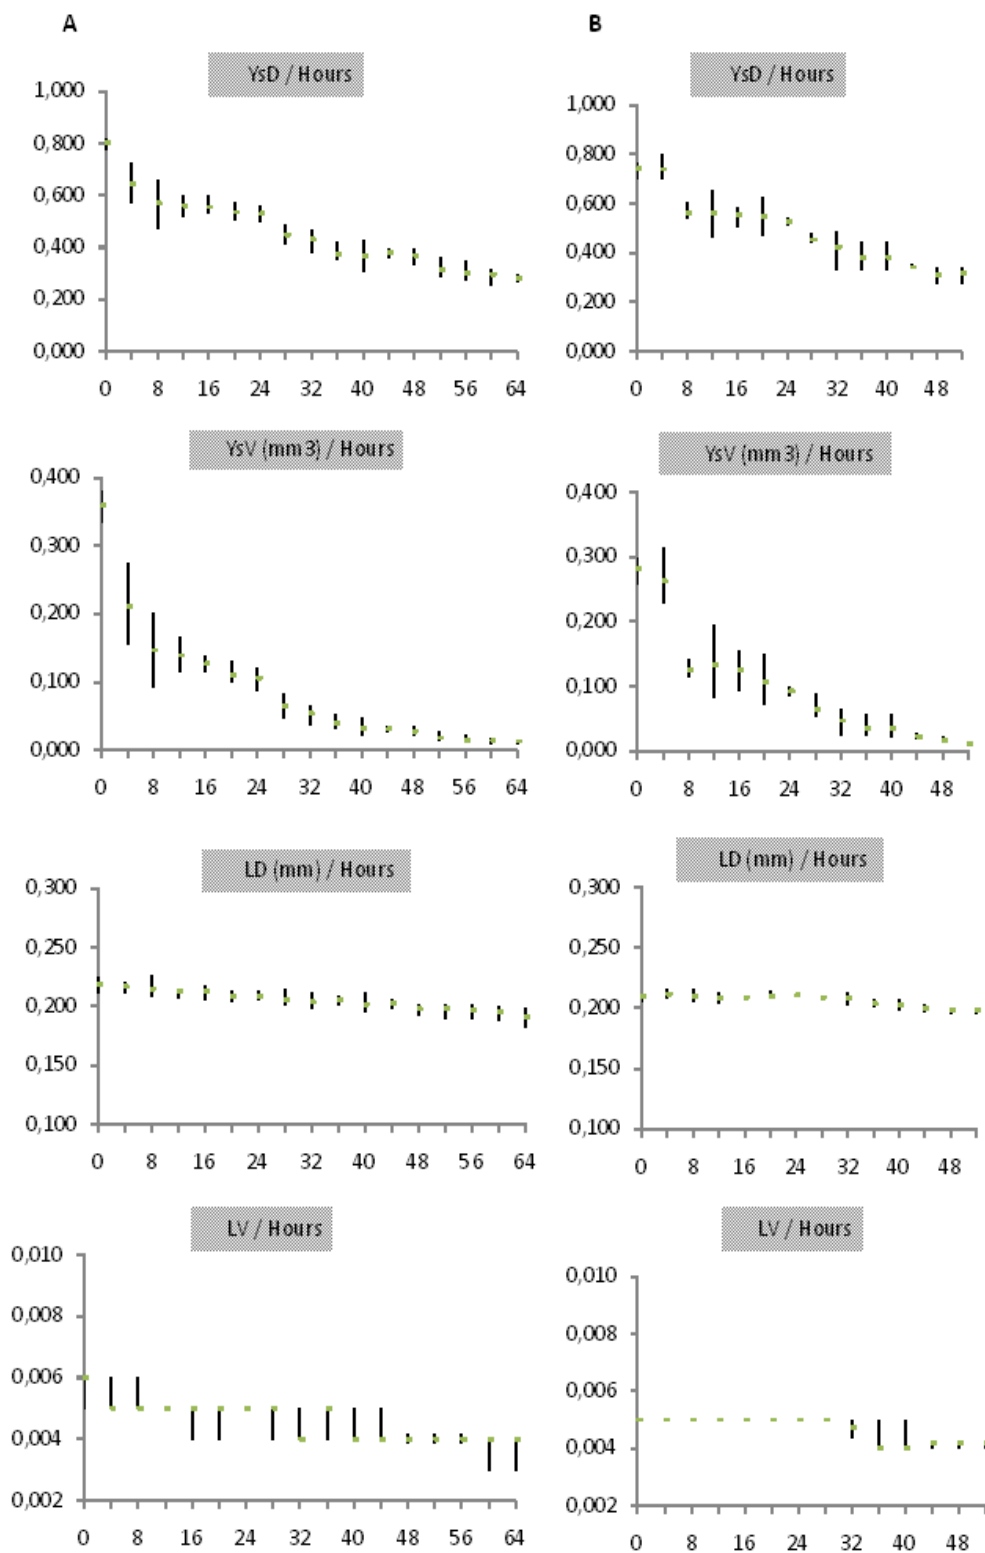 A
YsD / Hours
1,000
0,800
0,600
0,400
0,200
0,000
0 8 16 24 32 40 48 56 64
B
YsD / Hours
1,000
0,800
0,600
0,400
0,200
0,000
0 8 16 24 32 40 48
YsV (mm3) / Hours
0,400
0,300
0,200
0,100
0,000
0 8 16 24 32 40 48 56 64
YsV (mm3) / Hours
0,400
0,300
0,200
0,100
0,000
0 8 16 24 32 40 48
LD (mm) / Hours
0,300
0,250
0,200
0,150
0,100
0 8 16 24 32 40 48 56 64
LD (mm) / Hours
0,300
0,250
0,200
0,150
0,100
0 8 16 24 32 40 48
LV / Hours
0,010
0,008
0,006
0,004
0,002
0 8 16 24 32 40 48 56 64
LV / Hours
0,010
0,008
0,006
0,004
0,002
0 8 16 24 32 40 48